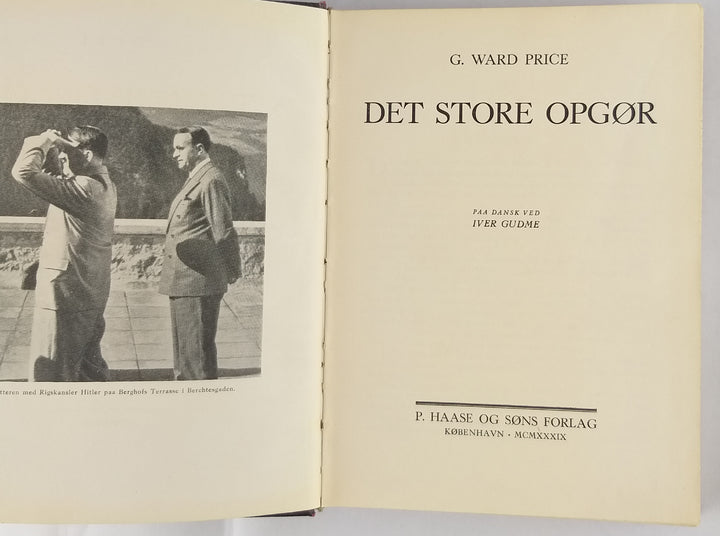 med Rigskansler Hitler paa Berghofs Terrasse i Berchtesgaden.
G. WARD PRICE
DET STORE OPGØR
PAA DANSK VED
IVER GUDME
P. HAASE OG SØNS FORLAG
KØBENHAVN · MCMXXXIX